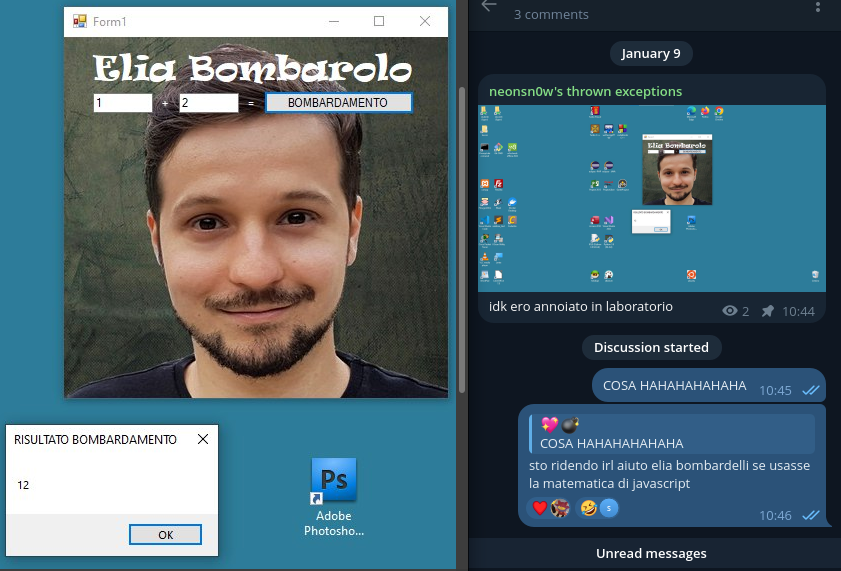 Form1
Elia Bombarolo
1 + 2 = BOMBARDAMENTO
RISULTATO BOMBARDAMENTO
12
OK
Ps
Adobe
Photosho...
3 comments
January 9
neonsn0w's thrown exceptions
Elia Bombarolo
idk ero annoiato in laboratorio
2 10:44
Discussion started
COSA HAHAHAHAHAHA 10:45
💖💣
COSA HAHAHAHAHAHA
sto ridendo irl aiuto elia bombardelli se usasse
la matematica di javascript
s
10:46
Unread messages